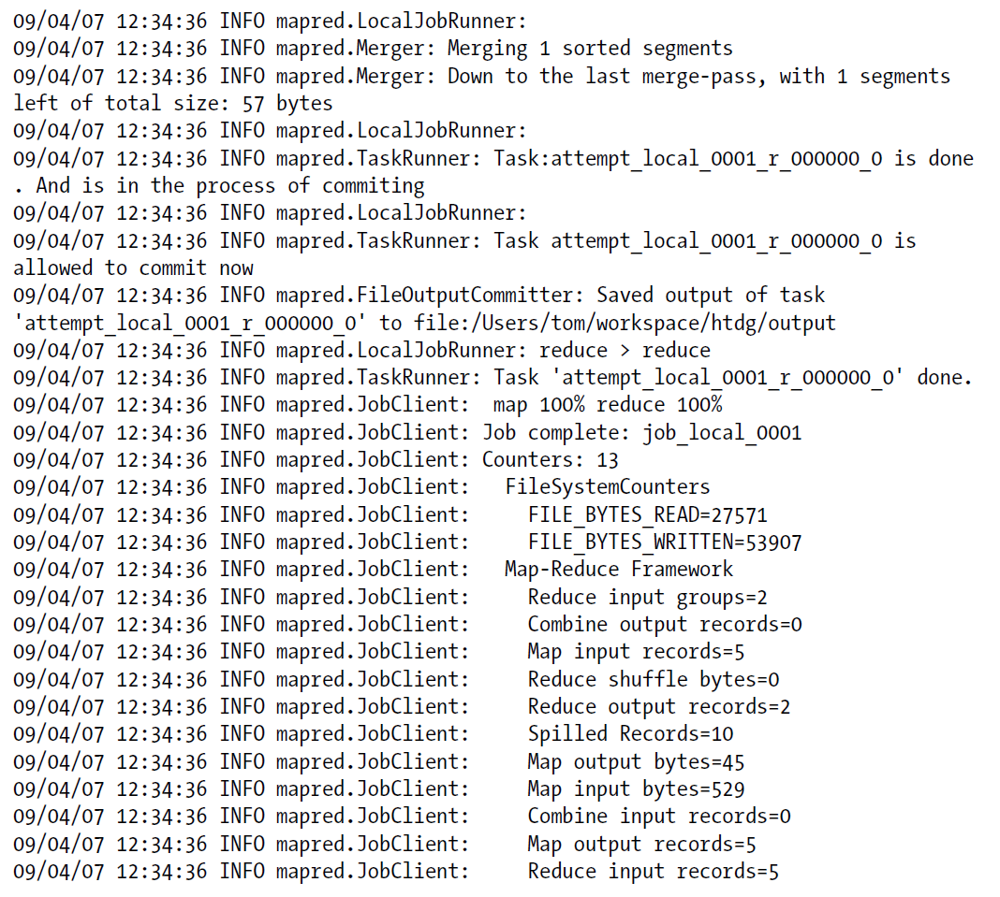 09/04/07 12:34:36 INFO mapred.LocalJobRunner:
09/04/07 12:34:36 INFO mapred.Merger: Merging 1 sorted segments
09/04/07 12:34:36 INFO mapred.Merger: Down to the last merge-pass, with 1 segments
left of total size: 57 bytes
09/04/07 12:34:36 INFO mapred.LocalJobRunner:
09/04/07 12:34:36 INFO mapred.TaskRunner: Task:attempt_local_0001_r_000000_0 is done
. And is in the process of commiting
09/04/07 12:34:36 INFO mapred.LocalJobRunner:
09/04/07 12:34:36 INFO mapred.TaskRunner: Task attempt_local_0001_r_000000_0 is
allowed to commit now
09/04/07 12:34:36 INFO mapred.FileOutputCommitter: Saved output of task
'attempt_local_0001_r_000000_0' to file:/Users/tom/workspace/htdg/output
09/04/07 12:34:36 INFO mapred.LocalJobRunner: reduce > reduce
09/04/07 12:34:36 INFO mapred.TaskRunner: Task 'attempt_local_0001_r_000000_0' done.
09/04/07 12:34:36 INFO mapred.JobClient:  map 100% reduce 100%
09/04/07 12:34:36 INFO mapred.JobClient: Job complete: job_local_0001
09/04/07 12:34:36 INFO mapred.JobClient: Counters: 13
09/04/07 12:34:36 INFO mapred.JobClient:   FileSystemCounters
09/04/07 12:34:36 INFO mapred.JobClient:     FILE_BYTES_READ=27571
09/04/07 12:34:36 INFO mapred.JobClient:     FILE_BYTES_WRITTEN=53907
09/04/07 12:34:36 INFO mapred.JobClient:   Map-Reduce Framework
09/04/07 12:34:36 INFO mapred.JobClient:     Reduce input groups=2
09/04/07 12:34:36 INFO mapred.JobClient:     Combine output records=0
09/04/07 12:34:36 INFO mapred.JobClient:     Map input records=5
09/04/07 12:34:36 INFO mapred.JobClient:     Reduce shuffle bytes=0
09/04/07 12:34:36 INFO mapred.JobClient:     Reduce output records=2
09/04/07 12:34:36 INFO mapred.JobClient:     Spilled Records=10
09/04/07 12:34:36 INFO mapred.JobClient:     Map output bytes=45
09/04/07 12:34:36 INFO mapred.JobClient:     Map input bytes=529
09/04/07 12:34:36 INFO mapred.JobClient:     Combine input records=0
09/04/07 12:34:36 INFO mapred.JobClient:     Map output records=5
09/04/07 12:34:36 INFO mapred.JobClient:     Reduce input records=5